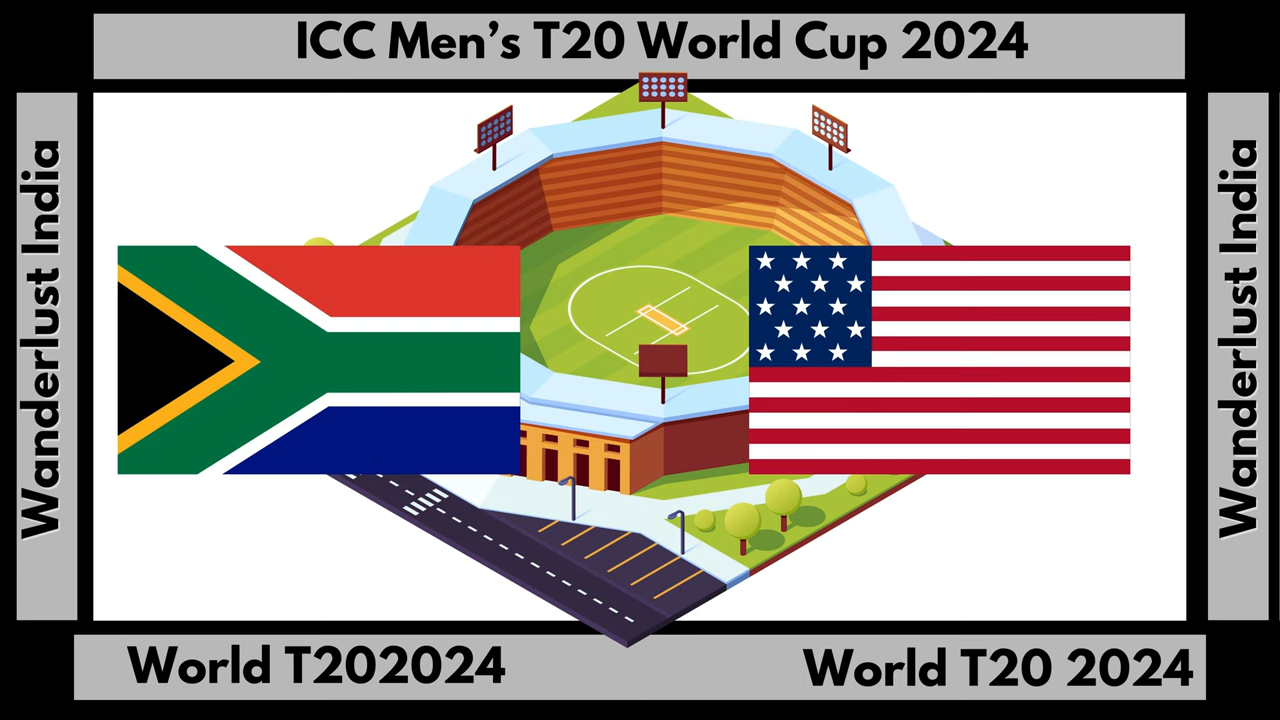 ICC Men’s T20 World Cup 2024
Wanderlust India
Wanderlust India
World T202024
World T20 2024